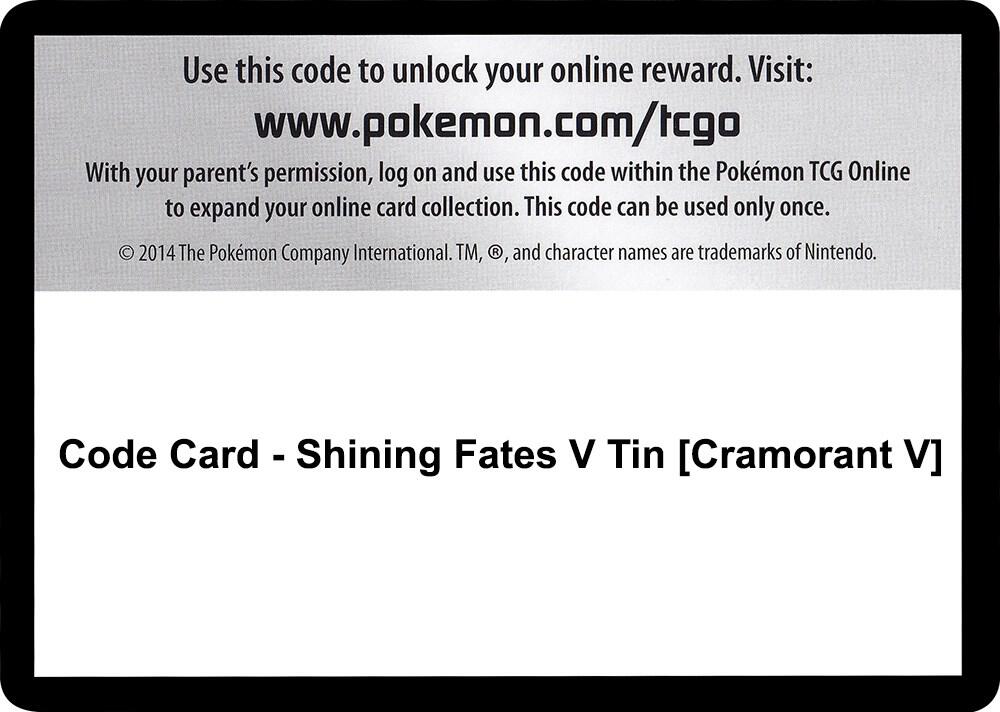 Use this code to unlock your online reward. Visit:
www.pokemon.com/tcgo
With your parent's permission, log on and use this code within the Pokémon TCG Online
to expand your online card collection. This code can be used only once.
© 2014 The Pokémon Company International. TM, ®, and character names are trademarks of Nintendo.
Code Card - Shining Fates V Tin [Cramorant V]